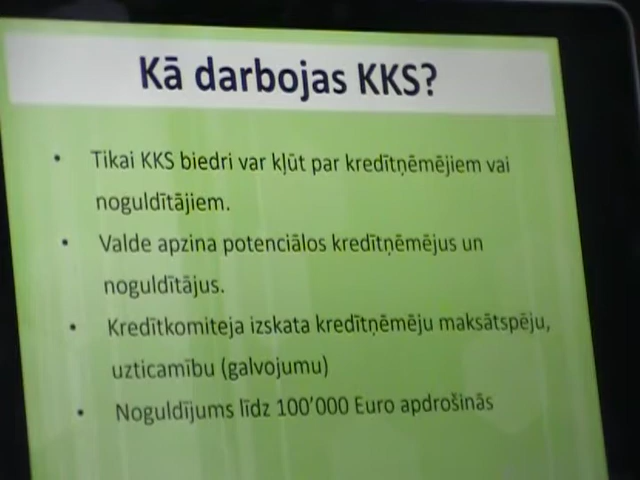 Kā darbojas KKS?
• Tikai KKS biedri var kļūt par kredītņēmējiem vai
noguldītājiem.
• Valde apzina potenciālos kredītņēmējus un
noguldītājus.
• Kredītkomiteja izskata kredītņēmēju maksātspēju,
uzticamību (galvojumu)
• Noguldījums līdz 100’000 Euro apdrošinās